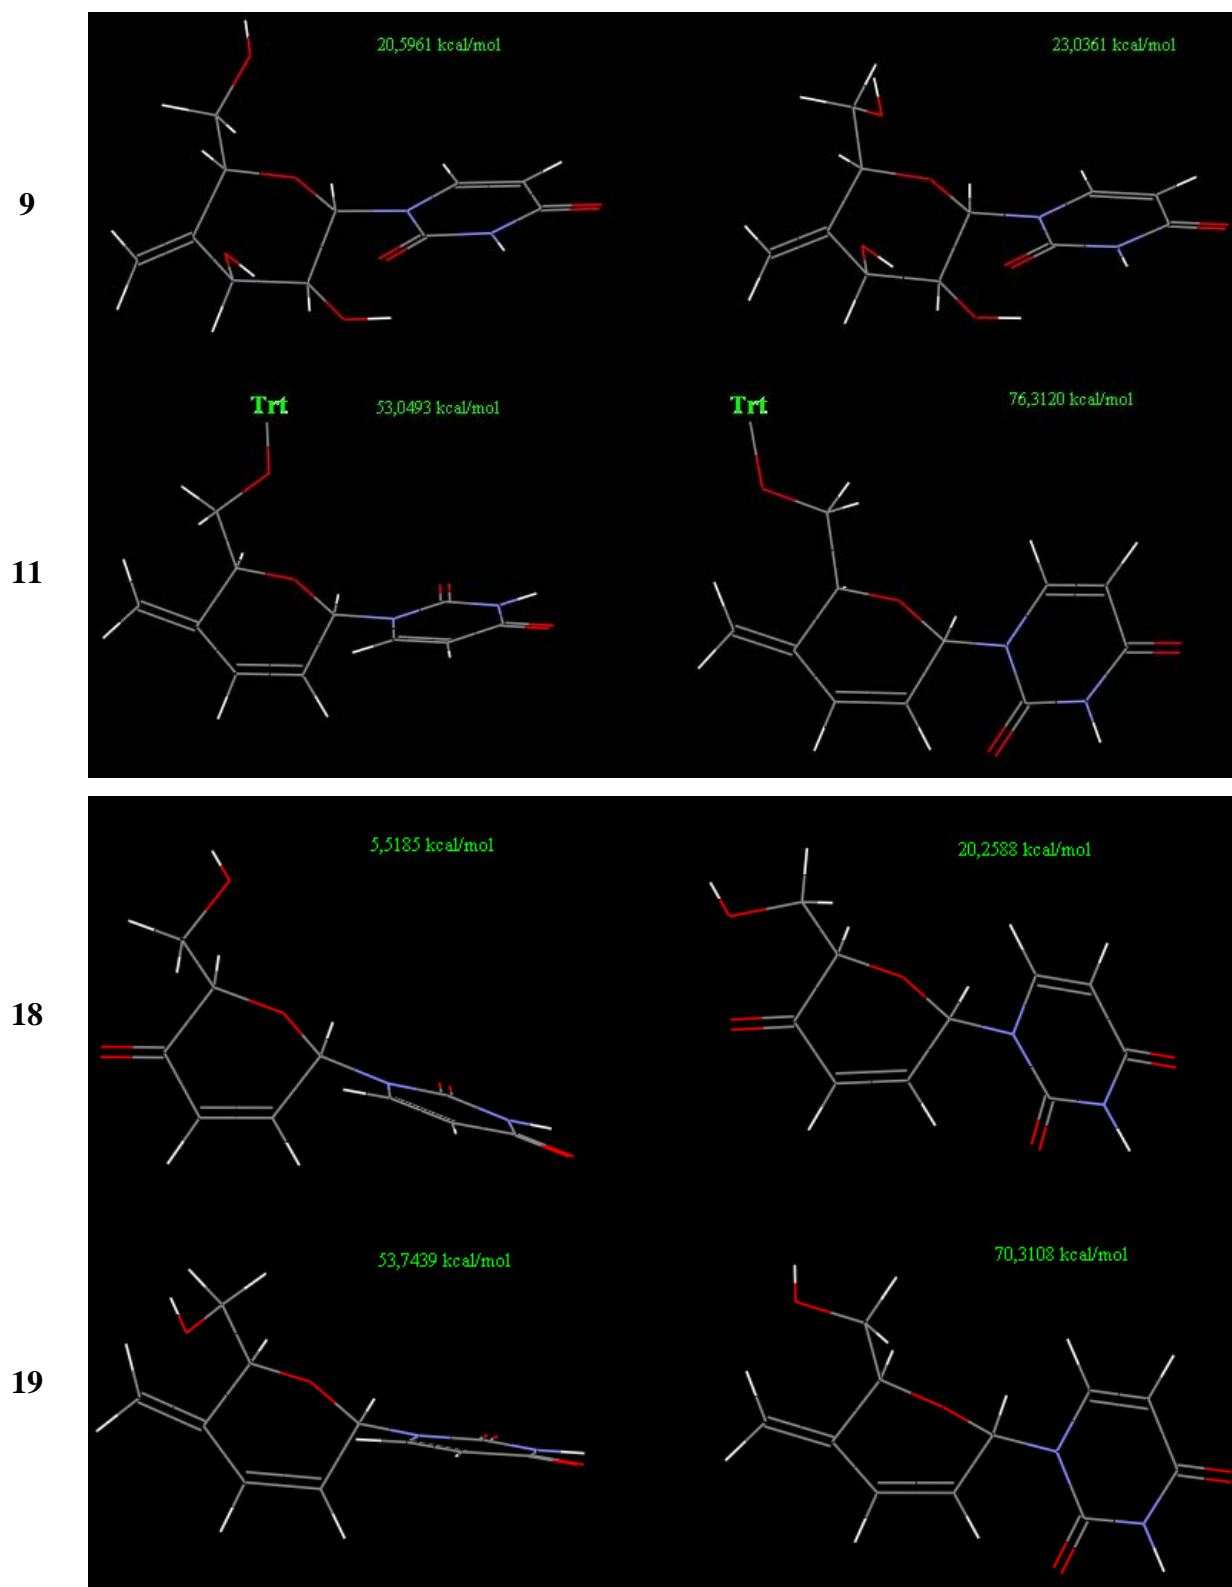 20,5961 kcal/mol
23,0361 kcal/mol
9
Trt
53,0493 kcal/mol
Trt
76,3120 kcal/mol
11
5,5185 kcal/mol
20,2588 kcal/mol
18
53,7439 kcal/mol
70,3108 kcal/mol
19